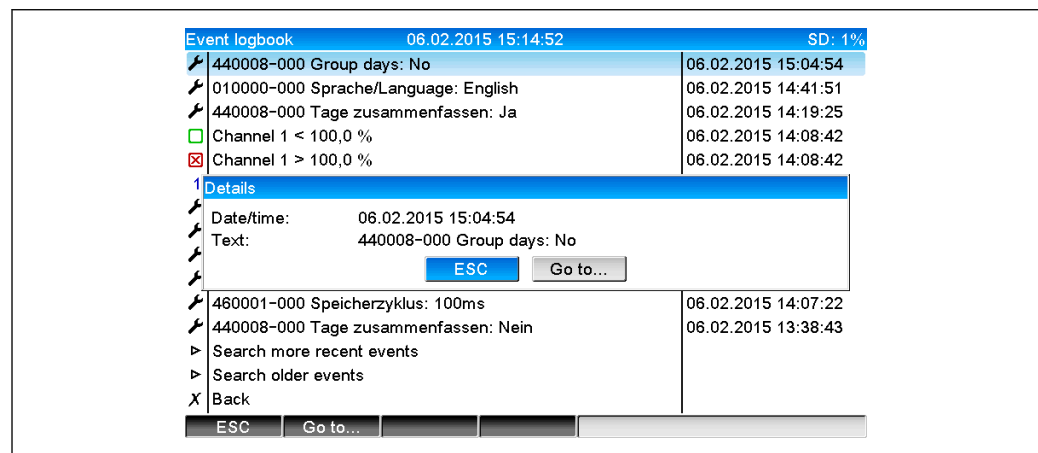 Event logbook 06.02.2015 15:14:52 SD: 1%
440008-000 Group days: No 06.02.2015 15:04:54
010000-000 Sprache/Language: English 06.02.2015 14:41:51
440008-000 Tage zusammenfassen: Ja 06.02.2015 14:19:25
Channel 1 < 100,0 % 06.02.2015 14:08:42
Channel 1 > 100,0 % 06.02.2015 14:08:42
1
Details
Date/time: 06.02.2015 15:04:54
Text: 440008-000 Group days: No
ESC Go to...
460001-000 Speicherzyklus: 100ms 06.02.2015 14:07:22
440008-000 Tage zusammenfassen: Nein 06.02.2015 13:38:43
Search more recent events
Search older events
X Back
ESC Go to...